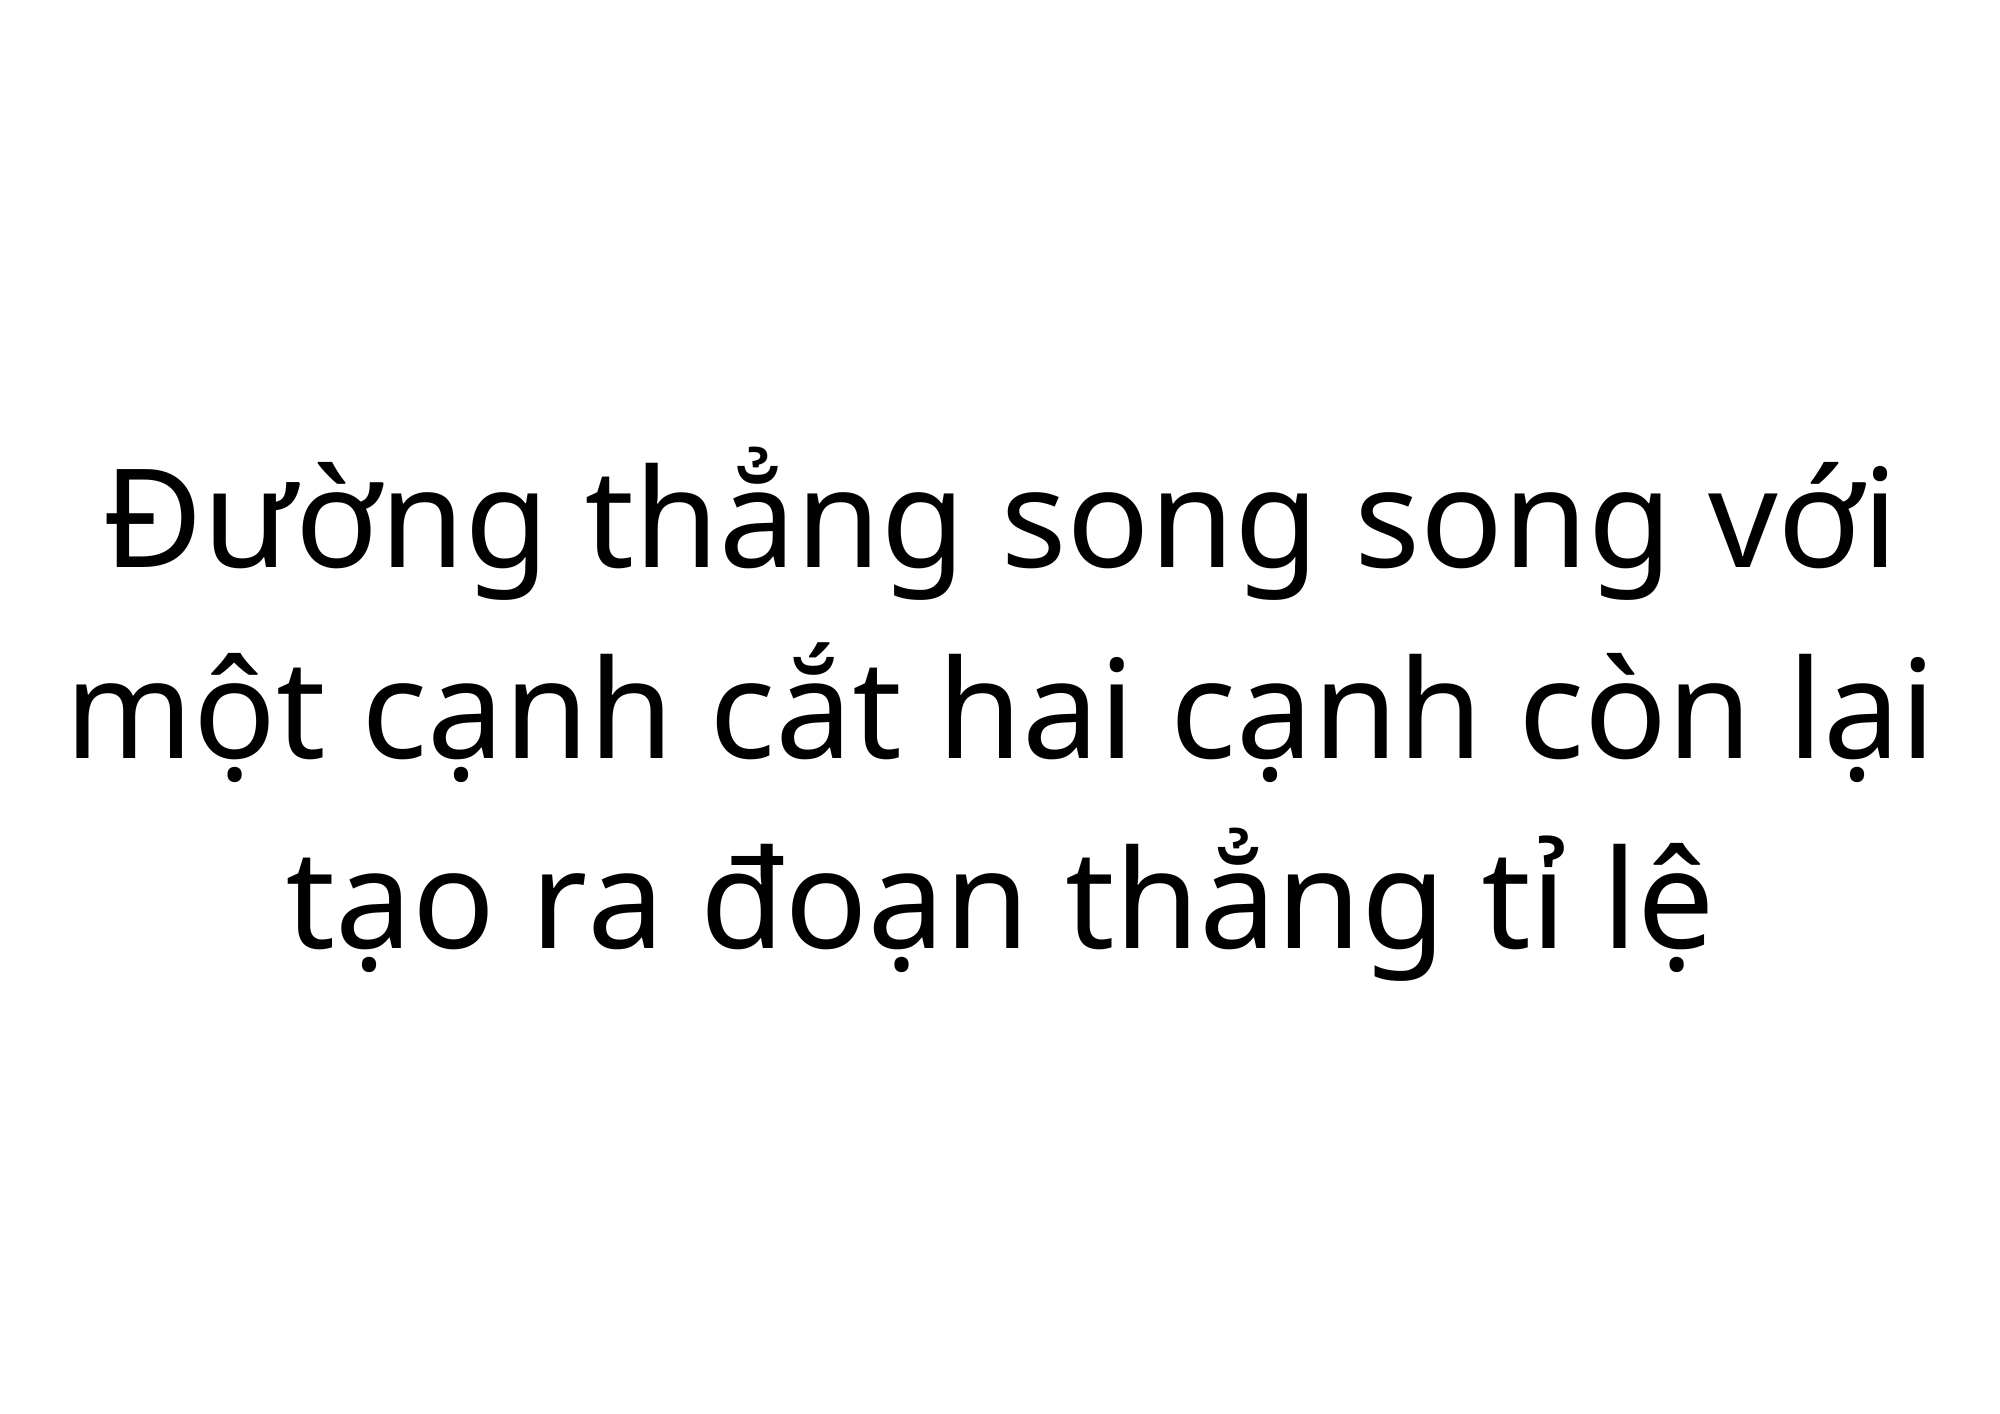 Đường thẳng song song với
một cạnh cắt hai cạnh còn lại
tạo ra đoạn thẳng tỉ lệ